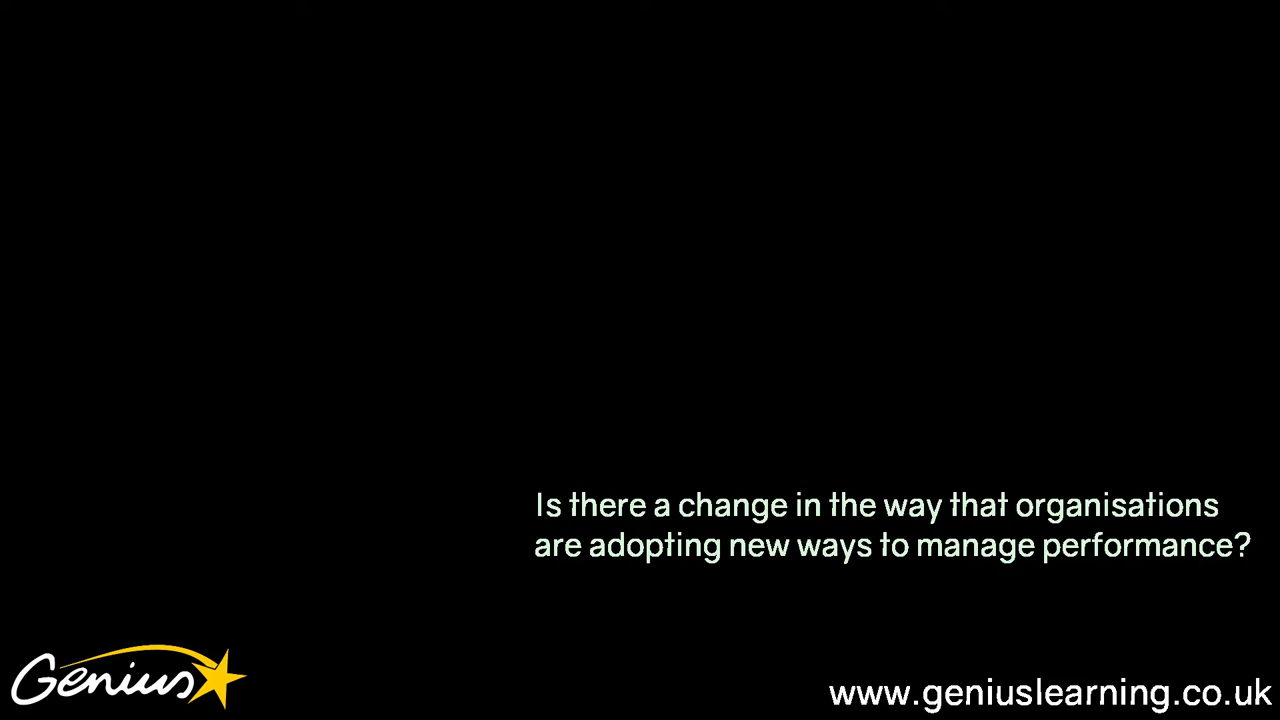 Is there a change in the way that organisations
are adopting new ways to manage performance?
Genius
www.geniuslearning.co.uk